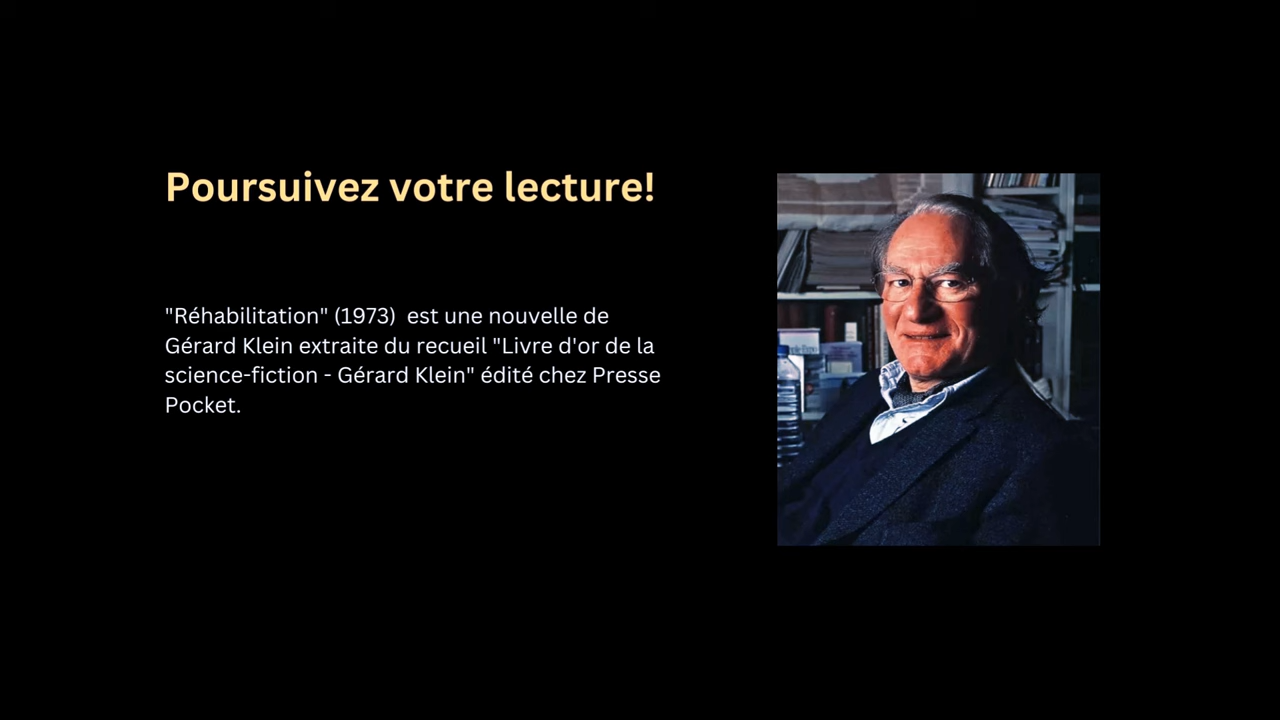 Poursuivez votre lecture!
"Réhabilitation" (1973)  est une nouvelle de
Gérard Klein extraite du recueil "Livre d'or de la
science-fiction - Gérard Klein" édité chez Presse
Pocket.